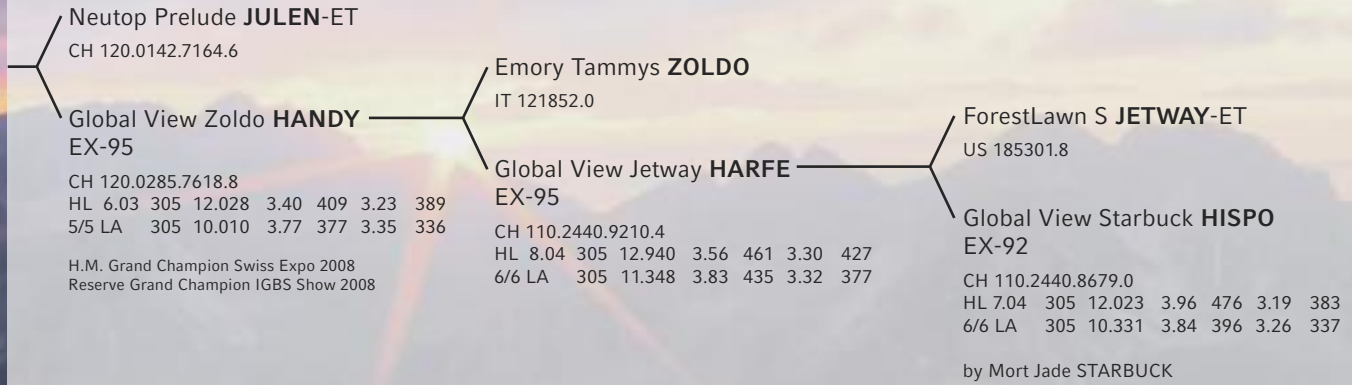 Neutop Prelude JULEN-ET
CH 120.0142.7164.6
Global View Zoldo HANDY
EX-95
CH 120.0285.7618.8
HL 6.03 305 12.028 3.40 409 3.23 389
5/5 LA 305 10.010 3.77 377 3.35 336
H.M. Grand Champion Swiss Expo 2008
Reserve Grand Champion IGBS Show 2008
Emory Tammys ZOLDO
IT 121852.0
Global View Jetway HARFE
EX-95
CH 110.2440.9210.4
HL 8.04 305 12.940 3.56 461 3.30 427
6/6 LA 305 11.348 3.83 435 3.32 377
ForestLawn S JETWAY-ET
US 185301.8
Global View Starbuck HISPO
EX-92
CH 110.2440.8679.0
HL 7.04 305 12.023 3.96 476 3.19 383
6/6 LA 305 10.331 3.84 396 3.26 337
by Mort Jade STARBUCK